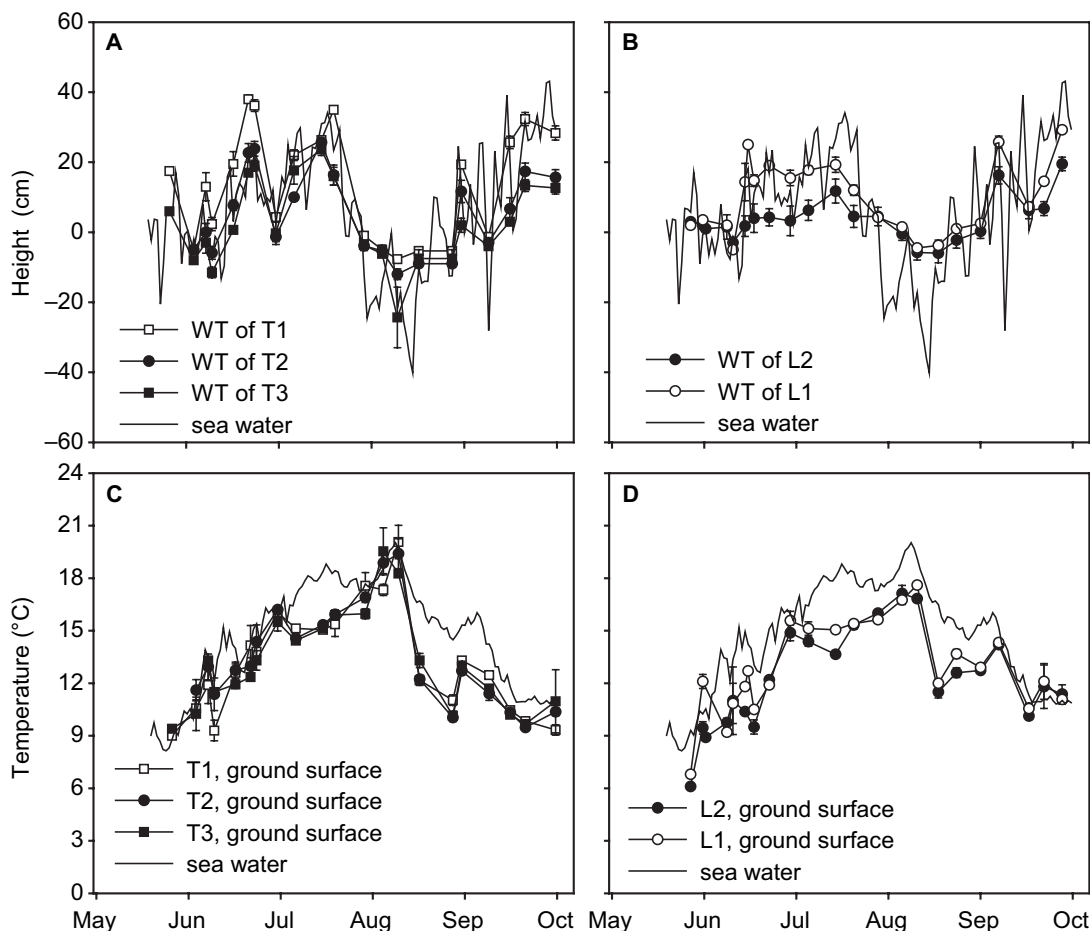 A
B
Height (cm)
60
40
20
0
–20
–40
–60
WT of T1
WT of T2
WT of T3
sea water
WT of L2
WT of L1
sea water
C
D
Temperature (°C)
24
21
18
15
12
9
6
3
0
T1, ground surface
T2, ground surface
T3, ground surface
sea water
L2, ground surface
L1, ground surface
sea water
May Jun Jul Aug Sep Oct
May Jun Jul Aug Sep Oct